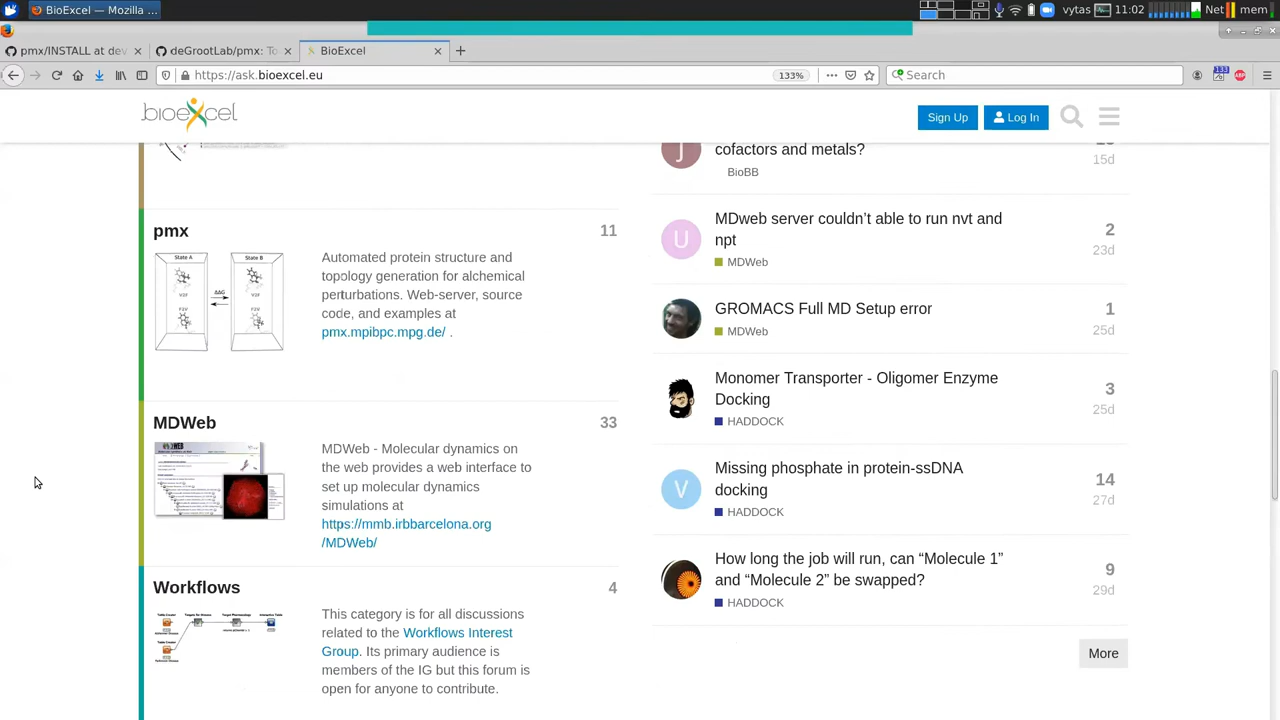 BioExcel — Mozilla ...
vytas
11:02
Net
mem
pmx/INSTALL at dev
deGrootLab/pmx: To
BioExcel
https://ask.bioexcel.eu
133%
Search
133
ABP
bioexcel
Sign Up
Log In
cofactors and metals?
15d
BioBB
pmx
11
State A
State B
ΔΔG
Automated protein structure and
topology generation for alchemical
perturbations. Web-server, source
code, and examples at
pmx.mpibpc.mpg.de/ .
U
MDweb server couldn’t able to run nvt and
npt
2
23d
MDWeb
GROMACS Full MD Setup error
1
25d
MDWeb
MDWeb
33
MDWeb - Molecular dynamics on
the web provides a web interface to
set up molecular dynamics
simulations at
https://mmb.irbbarcelona.org
/MDWeb/
Monomer Transporter - Oligomer Enzyme
Docking
3
25d
HADDOCK
V
Missing phosphate in protein-ssDNA
docking
14
27d
HADDOCK
Workflows
4
This category is for all discussions
related to the Workflows Interest
Group. Its primary audience is
members of the IG but this forum is
open for anyone to contribute.
How long the job will run, can “Molecule 1”
and “Molecule 2” be swapped?
9
29d
HADDOCK
More